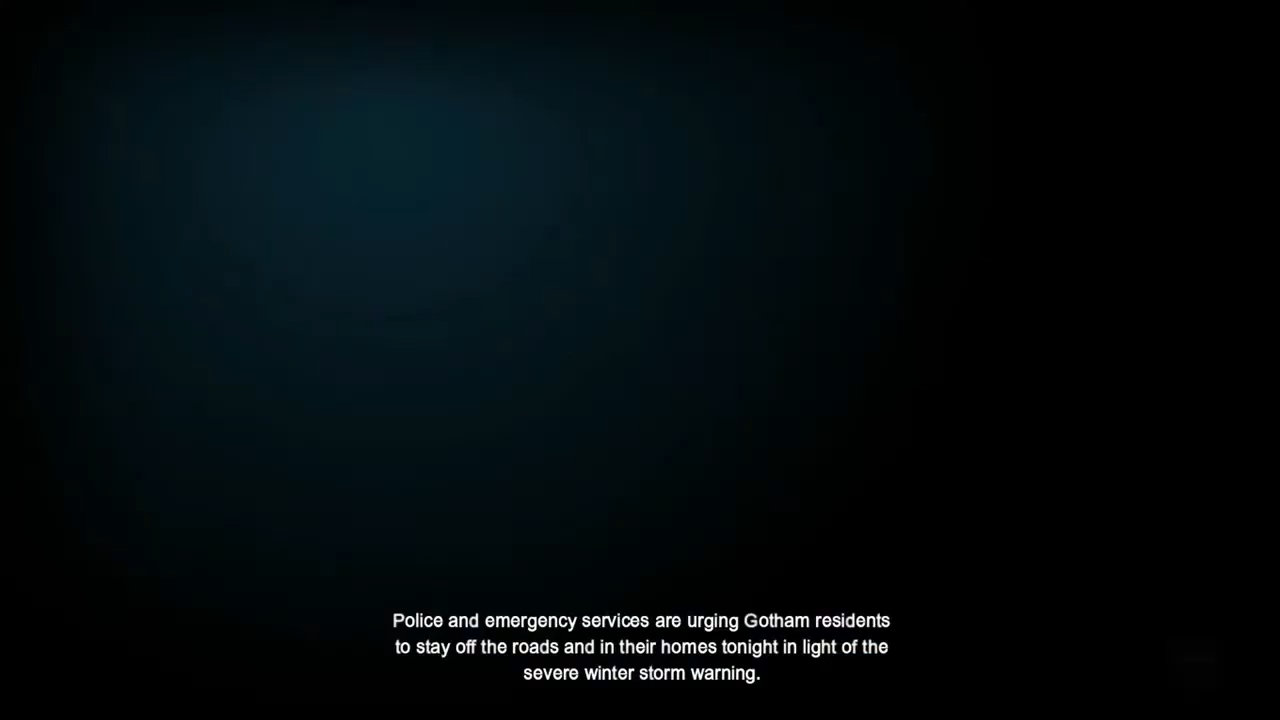 Police and emergency services are urging Gotham residents
to stay off the roads and in their homes tonight in light of the
severe winter storm warning.